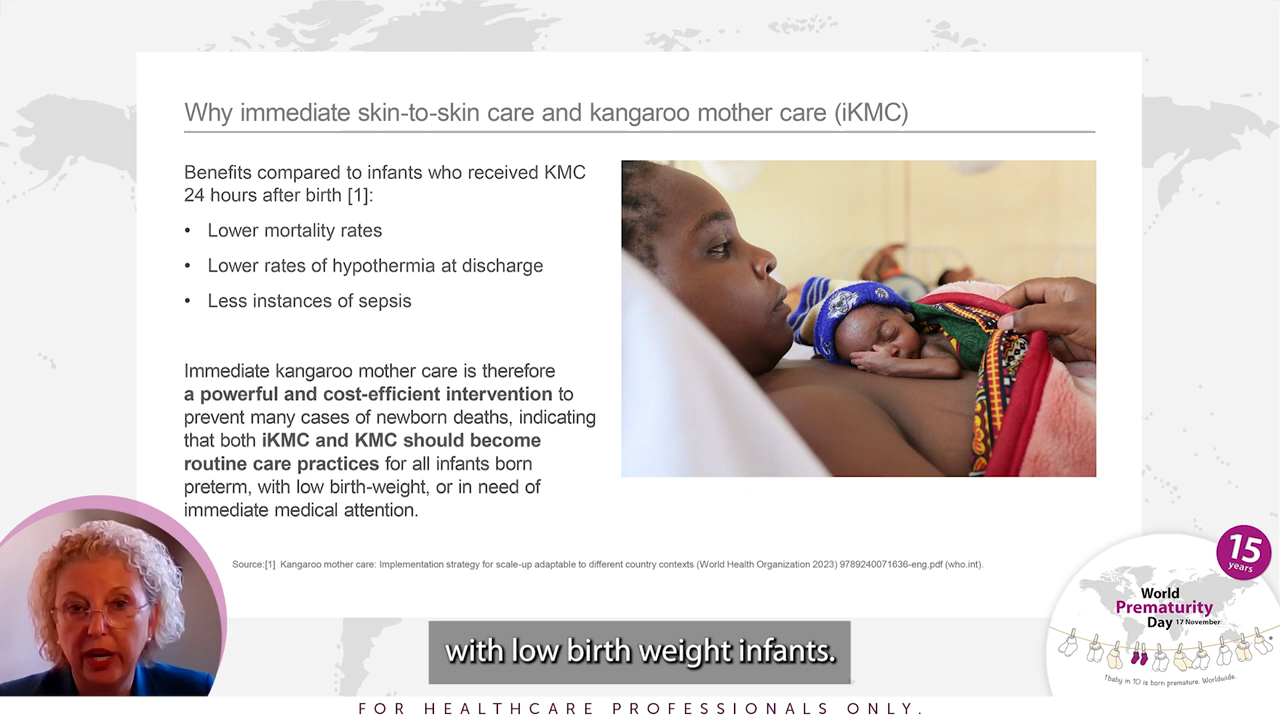 Why immediate skin-to-skin care and kangaroo mother care (iKMC)
Benefits compared to infants who received KMC
24 hours after birth [1]:
• Lower mortality rates
• Lower rates of hypothermia at discharge
• Less instances of sepsis
Immediate kangaroo mother care is therefore
a powerful and cost-efficient intervention to
prevent many cases of newborn deaths, indicating
that both iKMC and KMC should become
routine care practices for all infants born
preterm, with low birth-weight, or in need of
immediate medical attention.
Source:[1] Kangaroo mother care: Implementation strategy for scale-up adaptable to different country contexts (World Health Organization 2023) 9789240071636-eng.pdf (who.int).
15
years
World
Prematurity
Day 17 November
1 baby in 10 is born premature. Worldwide.
with low birth weight infants.
FOR HEALTHCARE PROFESSIONALS ONLY.